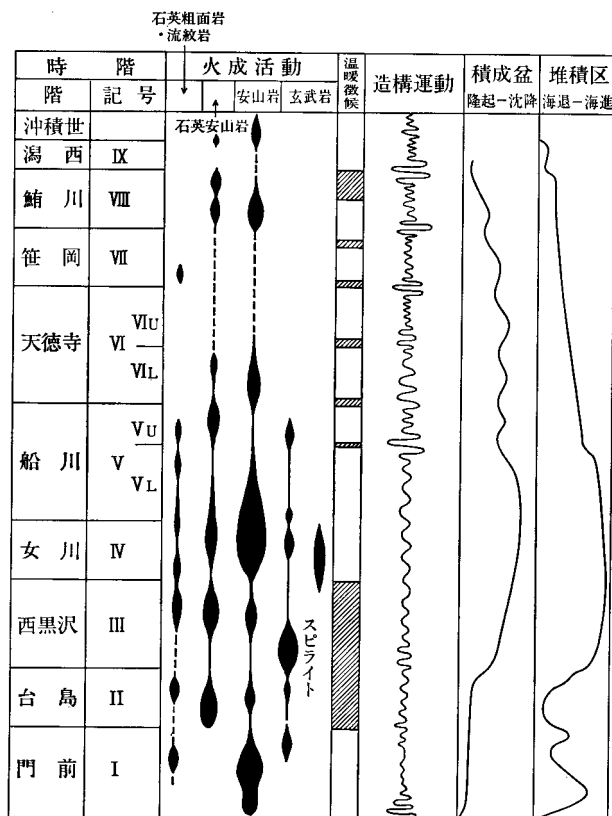 石英粗面岩
・流紋岩
時 階
火成活動
温暖徴候
造構運動
積成盆
隆起−沈降
堆積区
海退−海進
階
記号
安山岩
玄武岩
石英安山岩
沖積世
潟西 IX
鮪川 VIII
笹岡 VII
天徳寺 VI
VIU
VIL
船川 V
VU
VL
女川 IV
西黒沢 III
スピライト
台島 II
門前 I